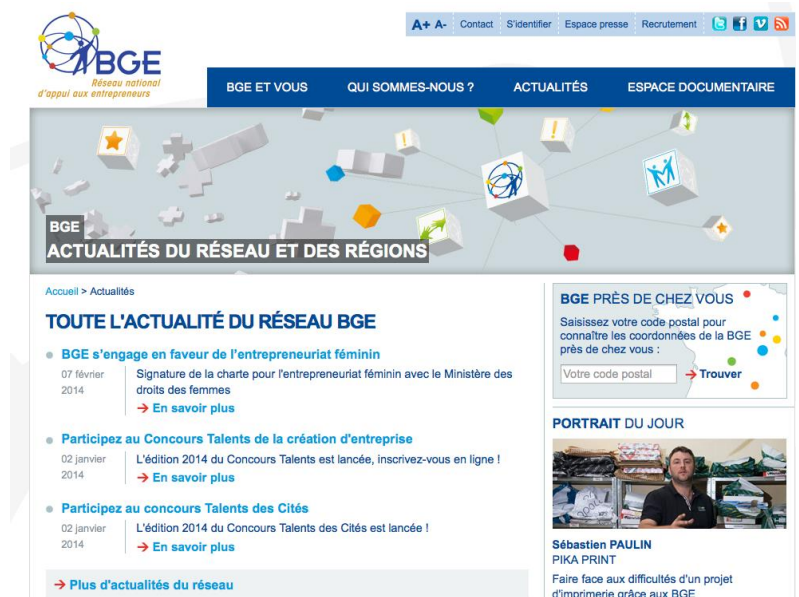 A+ A- Contact S'identifier Espace presse Recrutement
BGE
Réseau national
d'appui aux entrepreneurs
BGE ET VOUS QUI SOMMES-NOUS ? ACTUALITÉS ESPACE DOCUMENTAIRE
BGE
ACTUALITÉS DU RÉSEAU ET DES RÉGIONS
Accueil > Actualités
TOUTE L'ACTUALITÉ DU RÉSEAU BGE
BGE s'engage en faveur de l'entrepreneuriat féminin
07 février
2014
Signature de la charte pour l'entrepreneuriat féminin avec le Ministère des
droits des femmes
→ En savoir plus
Participez au Concours Talents de la création d'entreprise
02 janvier
2014
L'édition 2014 du Concours Talents est lancée, inscrivez-vous en ligne !
→ En savoir plus
Participez au concours Talents des Cités
02 janvier
2014
L'édition 2014 du Concours Talents des Cités est lancée !
→ En savoir plus
→ Plus d'actualités du réseau
BGE PRÈS DE CHEZ VOUS
Saisissez votre code postal pour
connaître les coordonnées de la BGE
près de chez vous :
Votre code postal → Trouver
PORTRAIT DU JOUR
Sébastien PAULIN
PIKA PRINT
Faire face aux difficultés d'un projet
d'imprimerie grâce aux BGE